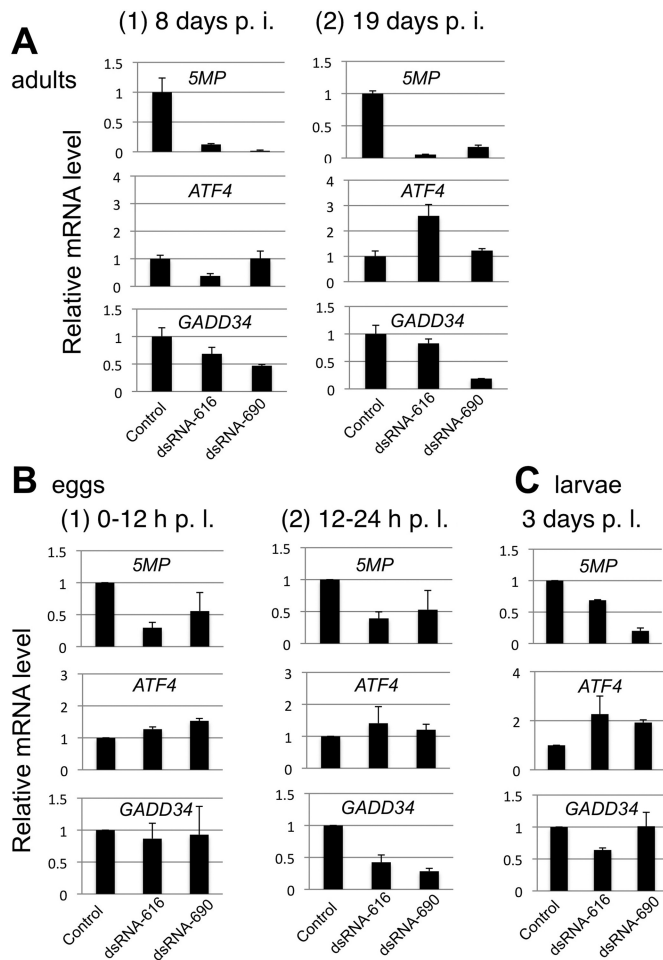 A
adults
(1) 8 days p. i.
(2) 19 days p. i.
Relative mRNA level
5MP
1.5
1
0.5
0
5MP
1.5
1
0.5
0
ATF4
4
3
2
1
0
ATF4
4
3
2
1
0
GADD34
1.5
1
0.5
0
GADD34
1.5
1
0.5
0
Control
dsRNA-616
dsRNA-690
Control
dsRNA-616
dsRNA-690
B eggs
(1) 0-12 h p. l.
(2) 12-24 h p. l.
C larvae
3 days p. l.
Relative mRNA level
5MP
1.5
1
0.5
0
5MP
1.5
1
0.5
0
5MP
1.5
1
0.5
0
ATF4
3
2
1
0
ATF4
3
2
1
0
ATF4
4
2
0
GADD34
1.5
1
0.5
0
GADD34
1.5
1
0.5
0
GADD34
1.5
1
0.5
0
Control
dsRNA-616
dsRNA-690
Control
dsRNA-616
dsRNA-690
Control
dsRNA-616
dsRNA-690